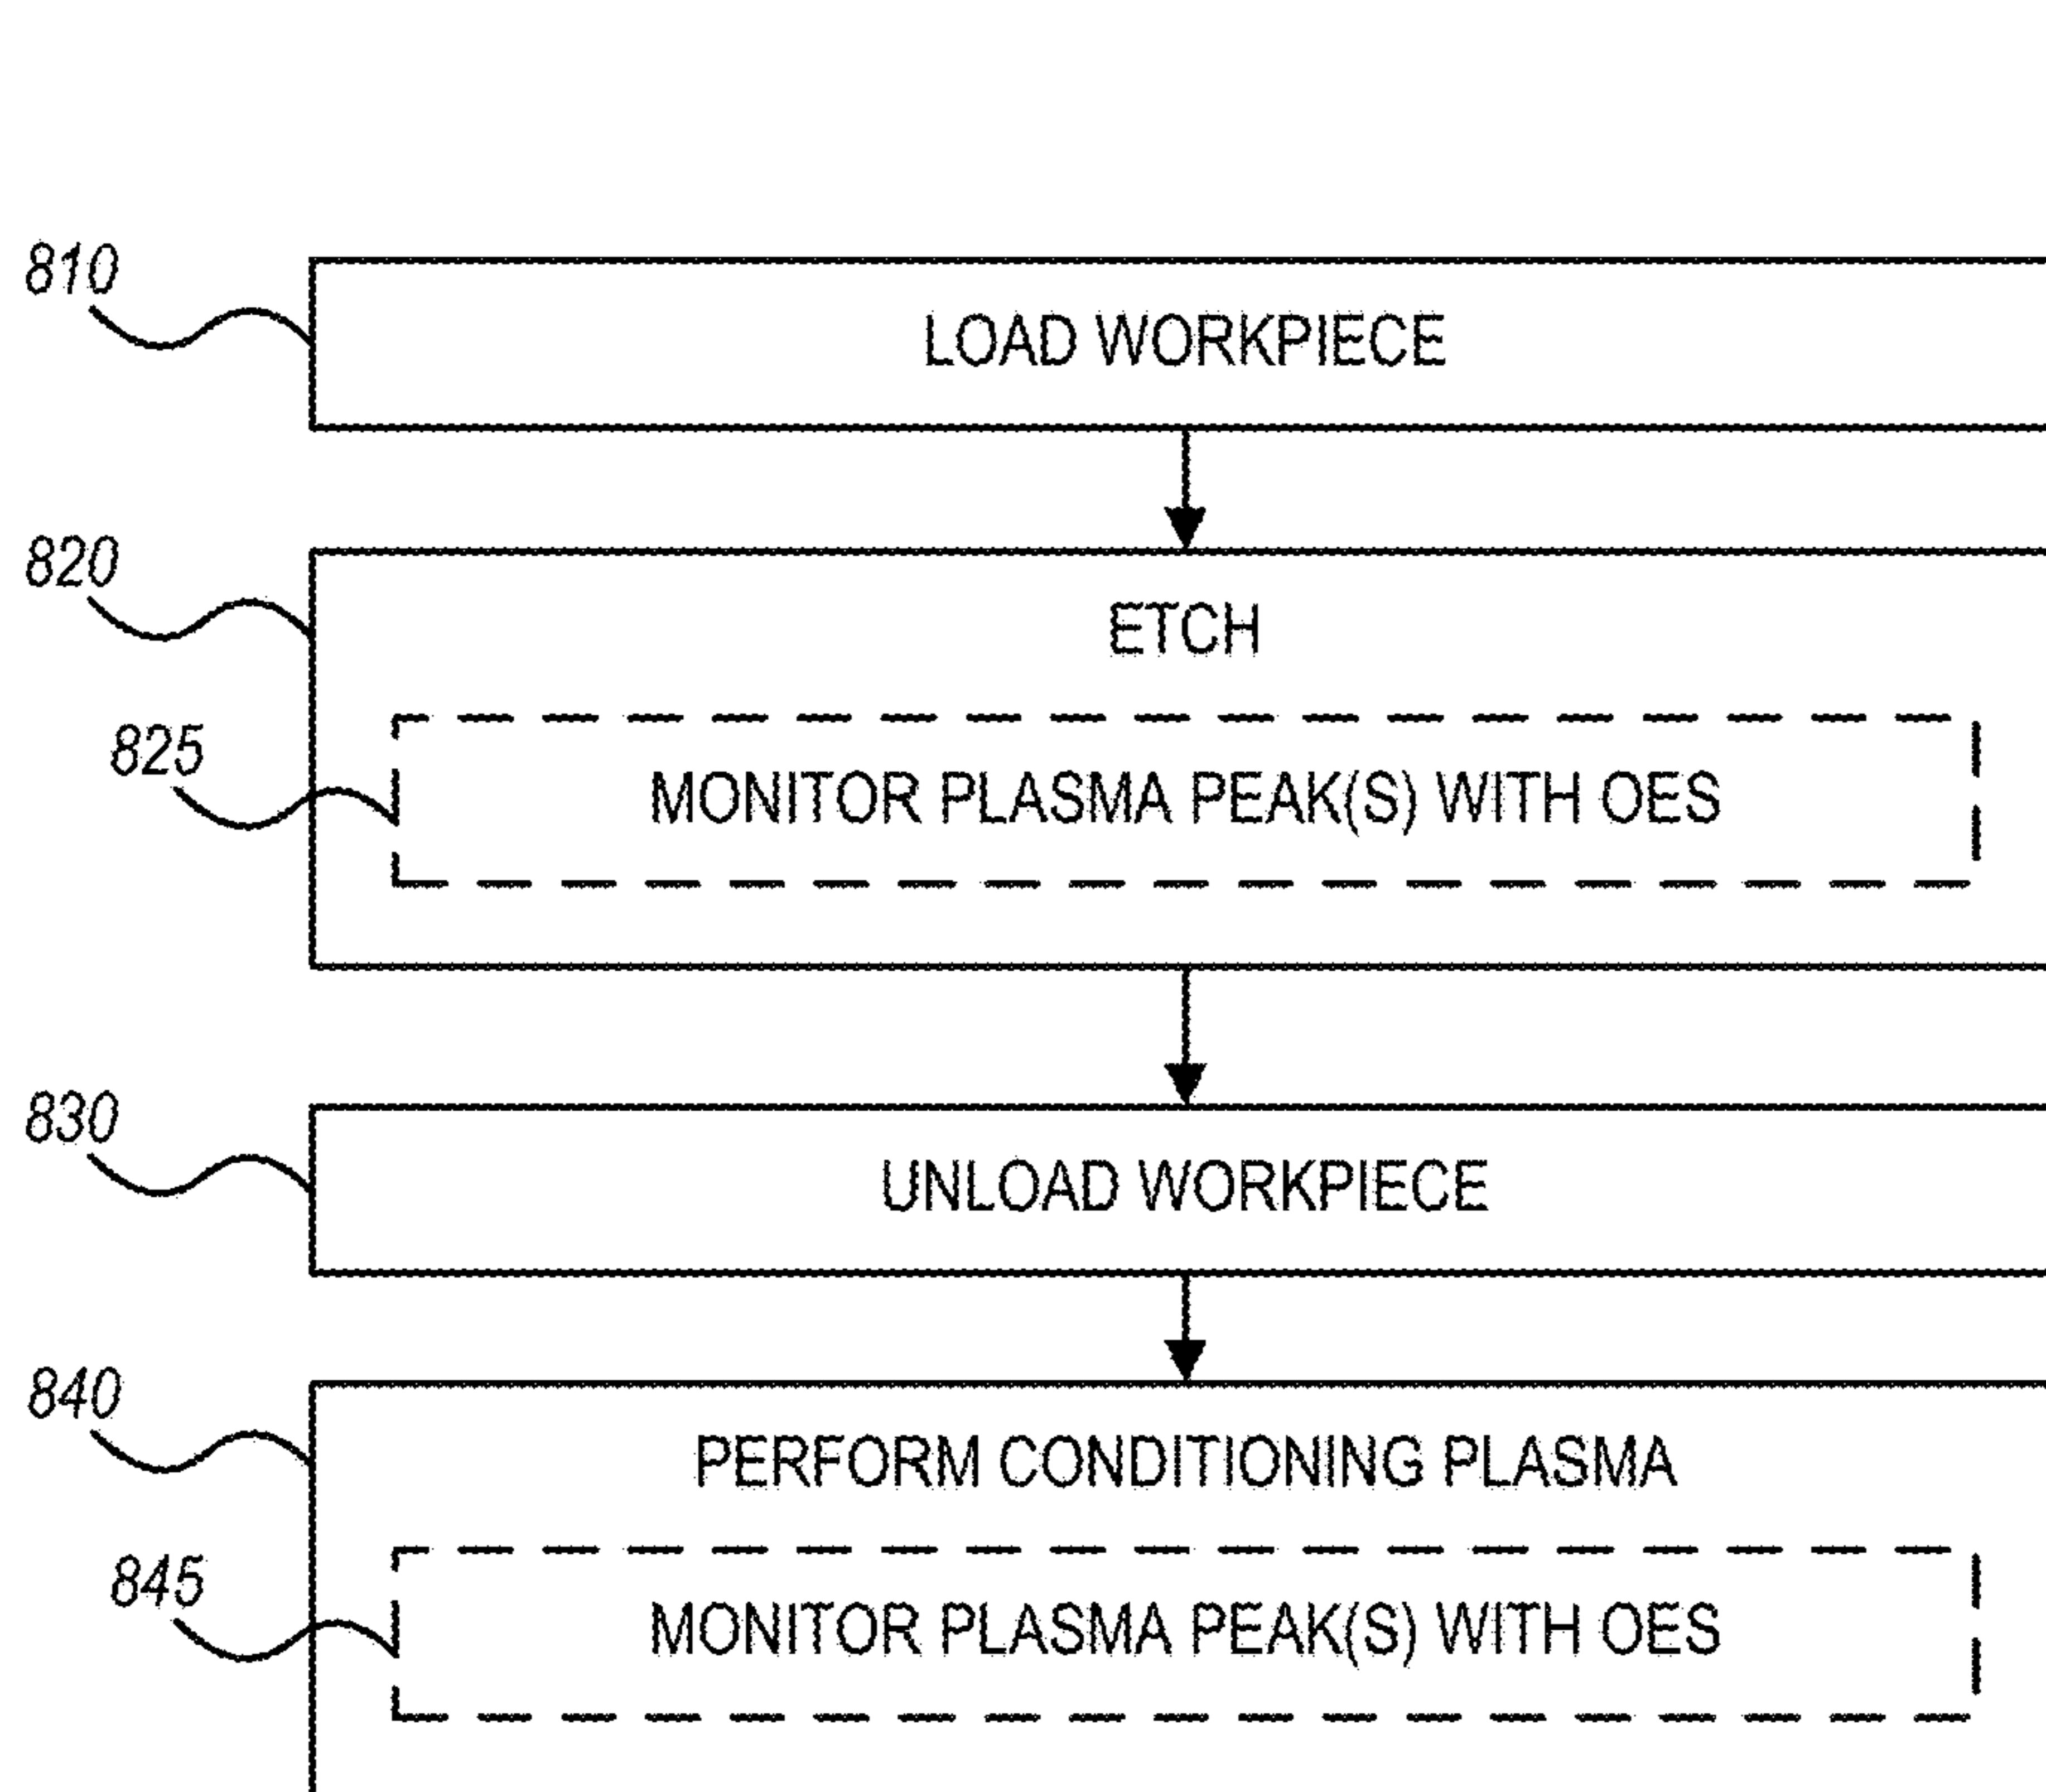 810
LOAD WORKPIECE
820
ETCH
825
MONITOR PLASMA PEAK(S) WITH OES
830
UNLOAD WORKPIECE
840
PERFORM CONDITIONING PLASMA
845
MONITOR PLASMA PEAK(S) WITH OES